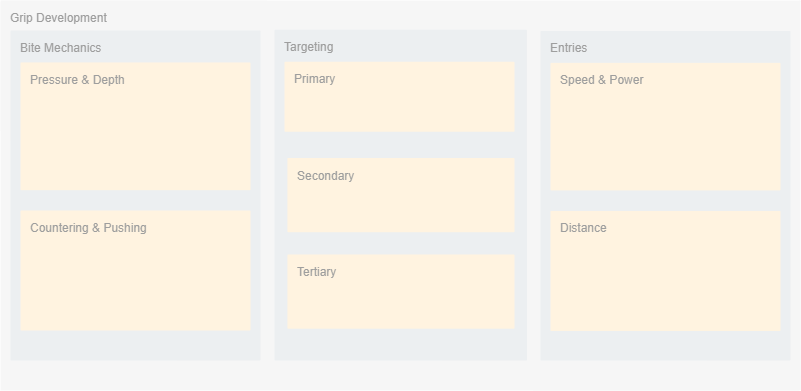 Grip Development
Bite Mechanics
Pressure & Depth
Countering & Pushing
Targeting
Primary
Secondary
Tertiary
Entries
Speed & Power
Distance